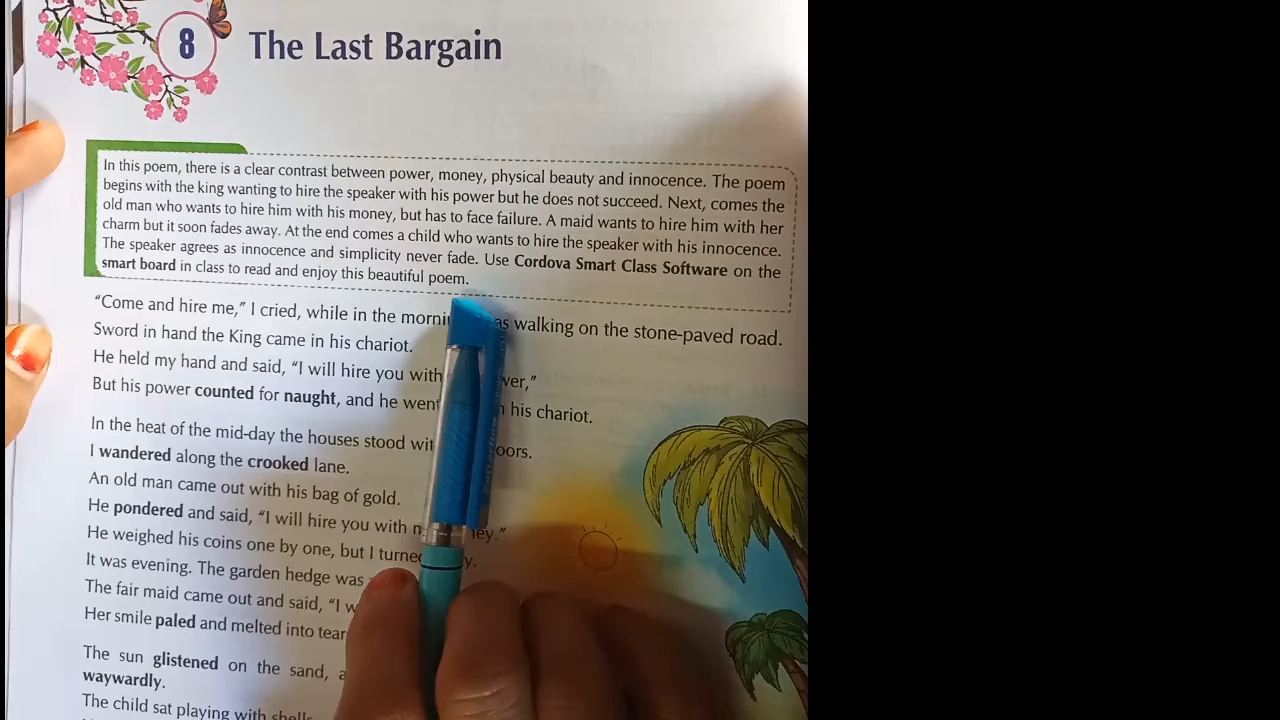 8 The Last Bargain
In this poem, there is a clear contrast between power, money, physical beauty and innocence. The poem
begins with the king wanting to hire the speaker with his power but he does not succeed. Next, comes the
old man who wants to hire him with his money, but has to face failure. A maid wants to hire him with her
charm but it soon fades away. At the end comes a child who wants to hire the speaker with his innocence.
The speaker agrees as innocence and simplicity never fade. Use Cordova Smart Class Software on the
smart board in class to read and enjoy this beautiful poem.
"Come and hire me," I cried, while in the walking on the stone-paved road.
Sword in hand the King came in his chariot.
He held my hand and said, "I will hire you with
But his power counted for naught, and he went his chariot.
In the heat of the mid-day the houses stood
I wandered along the crooked lane.
An old man came out with his bag of gold.
He pondered and said, "I will hire you with
He weighed his coins one by one, but I
It was evening. The garden hedge was
The fair maid came out and said, "I
Her smile paled and melted into
The sun glistened on the sand,
waywardly.
The child sat playing with